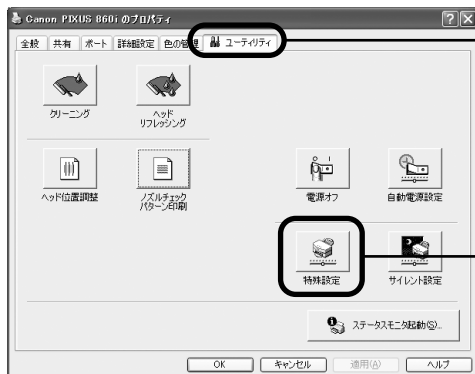 Canon PIXUS 860i のプロパティ
全般 共有 ポート 詳細設定 色の管理 ユーティリティ
クリーニング ヘッド リフレッシング
ヘッド位置調整 ノズルチェック パターン印刷 電源オフ 自動電源設定
特殊設定 サイレント設定
ステータスモニタ起動(S)...
OK キャンセル 適用(A) ヘルプ